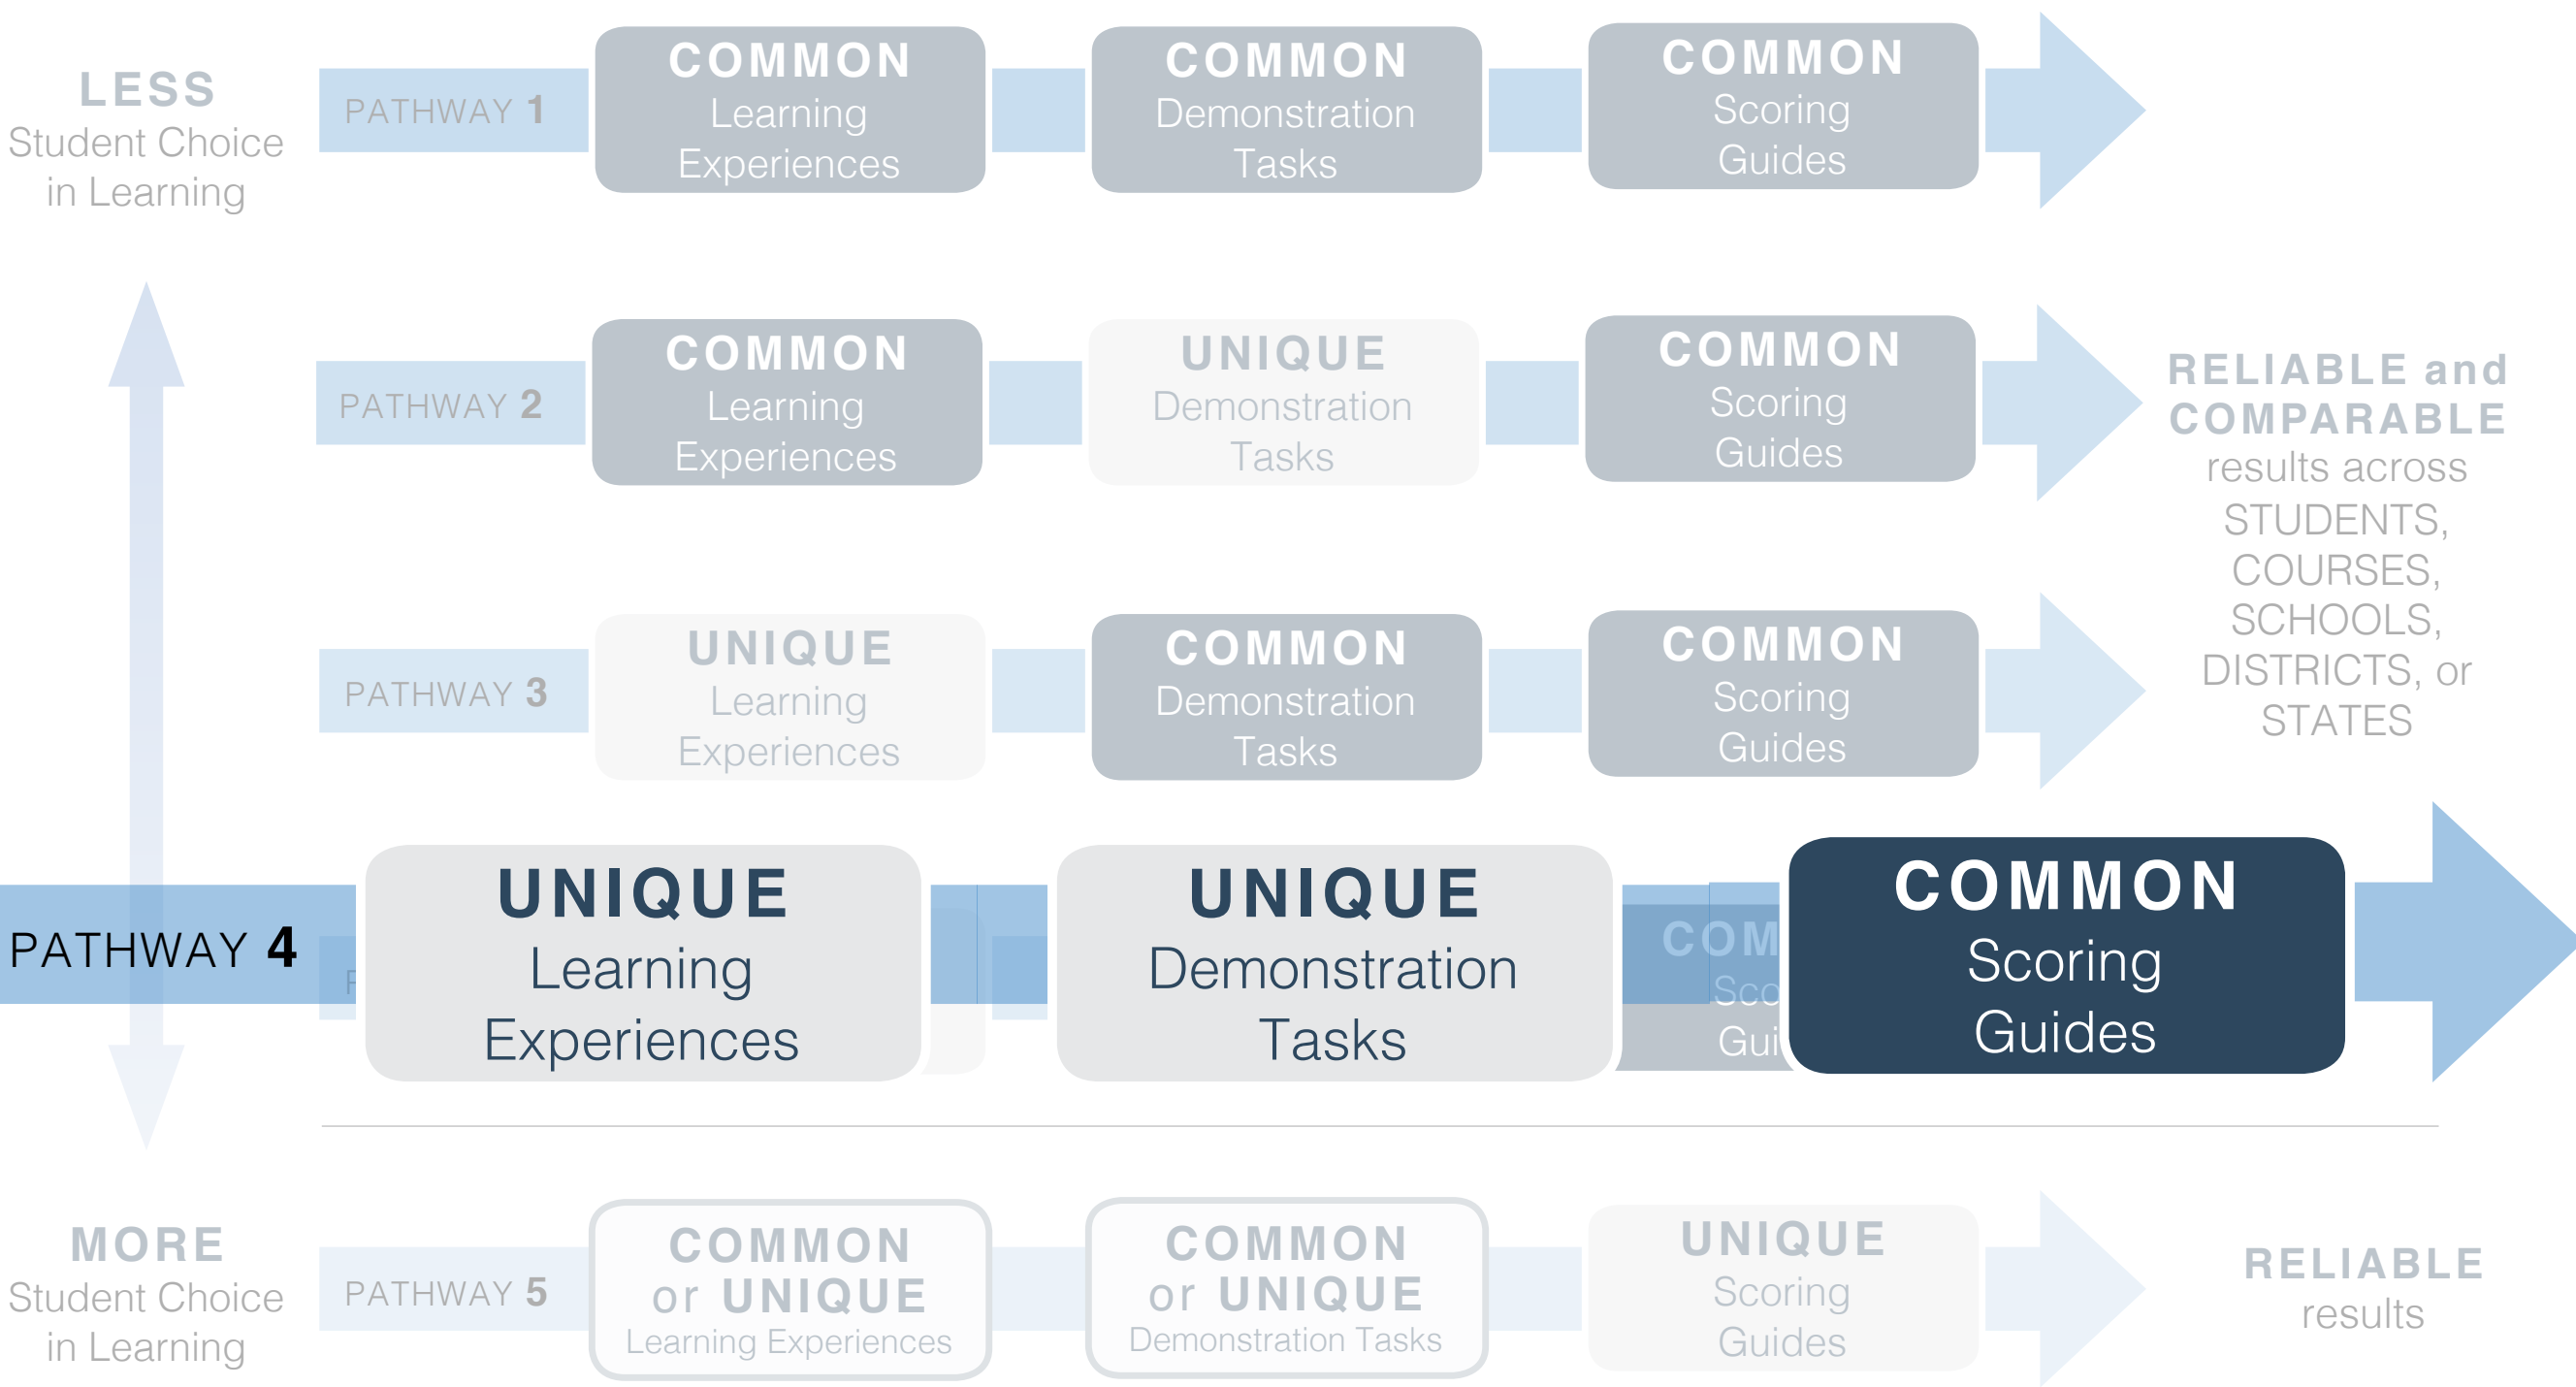 LESS
Student Choice
in Learning
PATHWAY 1
COMMON
Learning
Experiences
COMMON
Demonstration
Tasks
COMMON
Scoring
Guides
PATHWAY 2
COMMON
Learning
Experiences
UNIQUE
Demonstration
Tasks
COMMON
Scoring
Guides
RELIABLE and
COMPARABLE
results across
STUDENTS,
COURSES,
SCHOOLS,
DISTRICTS, or
STATES
PATHWAY 3
UNIQUE
Learning
Experiences
COMMON
Demonstration
Tasks
COMMON
Scoring
Guides
PATHWAY 4
UNIQUE
Learning
Experiences
UNIQUE
Demonstration
Tasks
COMMON
Scoring
Guides
MORE
Student Choice
in Learning
PATHWAY 5
COMMON
or UNIQUE
Learning Experiences
COMMON
or UNIQUE
Demonstration Tasks
UNIQUE
Scoring
Guides
RELIABLE
results